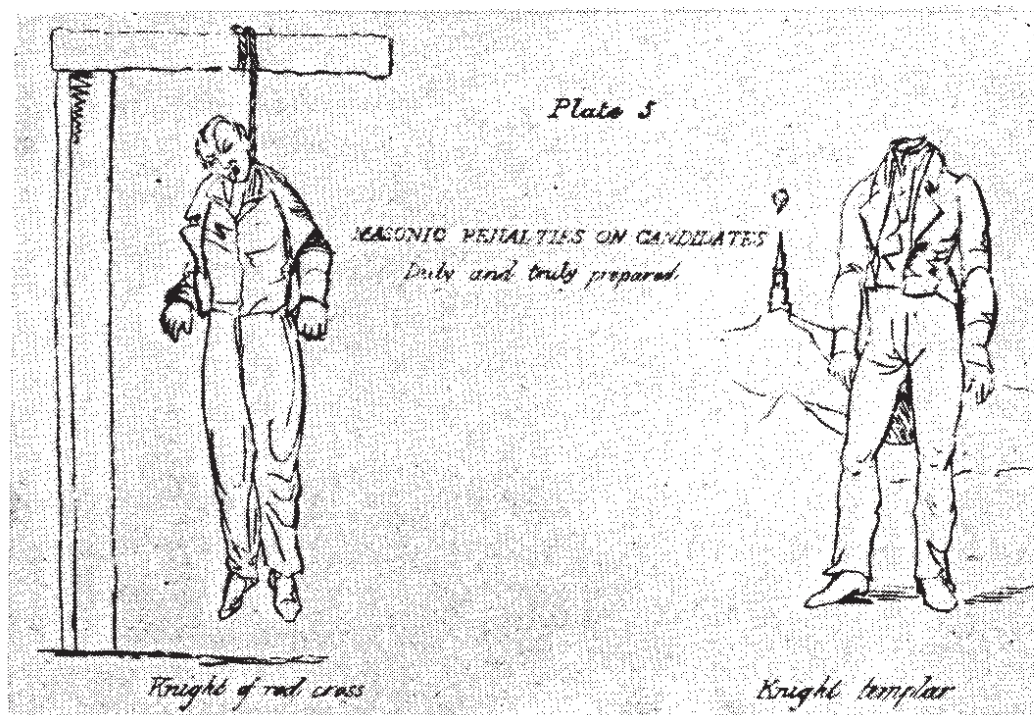 Plate 5
MASONIC PENALTIES ON CANDIDATES
Duly and truly prepared.
Knight of red cross
Knight templar